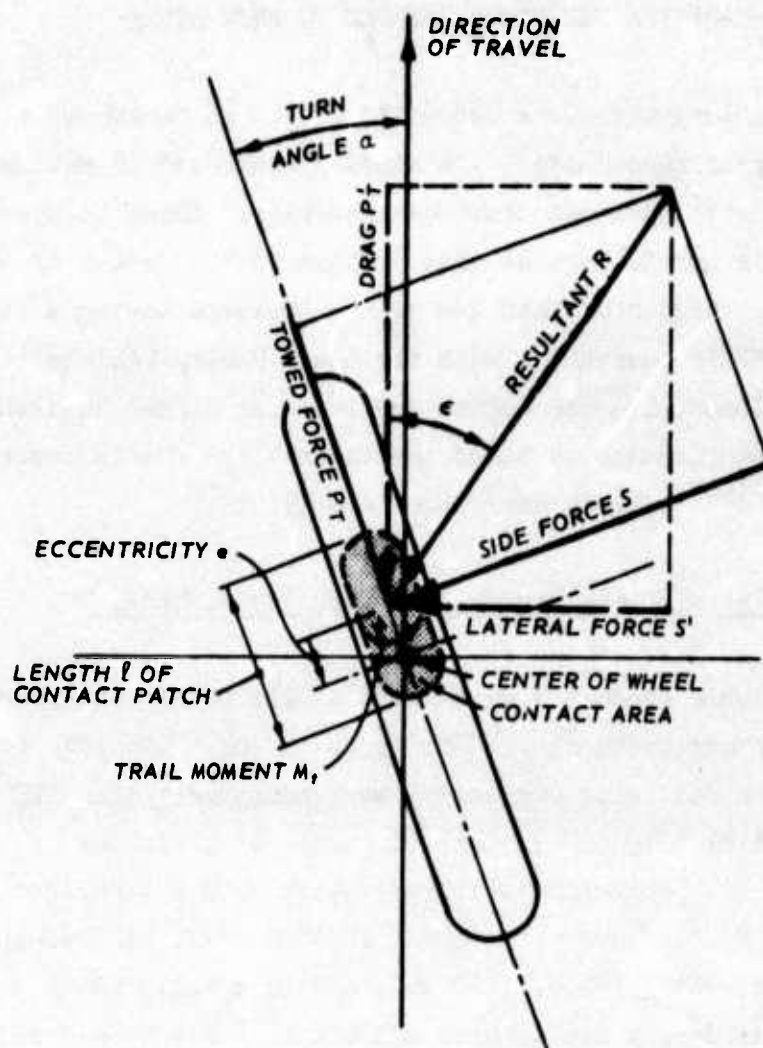 DIRECTION
OF TRAVEL
TURN
ANGLE α
DRAG P'T
RESULTANT R
TOWED FORCE PT
ϵ
SIDE FORCE S
ECCENTRICITY e
LATERAL FORCE S'
LENGTH ℓ OF
CONTACT PATCH
CENTER OF WHEEL
CONTACT AREA
TRAIL MOMENT Mt